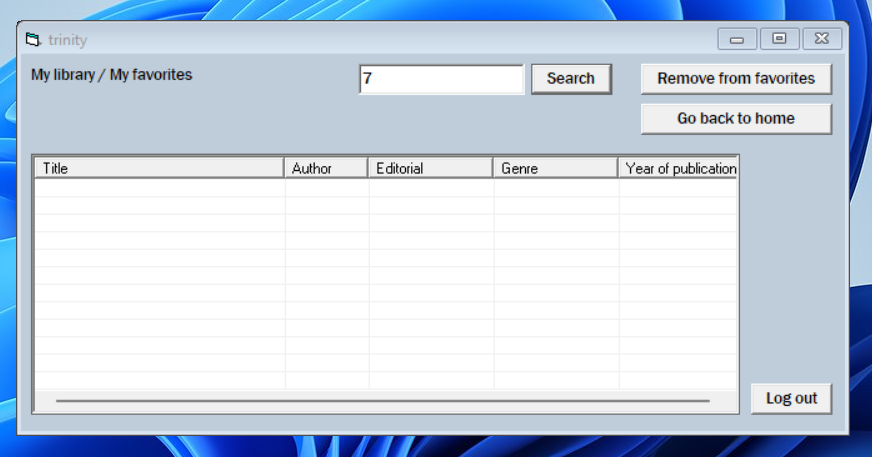 trinity
My library / My favorites
7
Search
Remove from favorites
Go back to home
Title Author Editorial Genre Year of publication
Log out